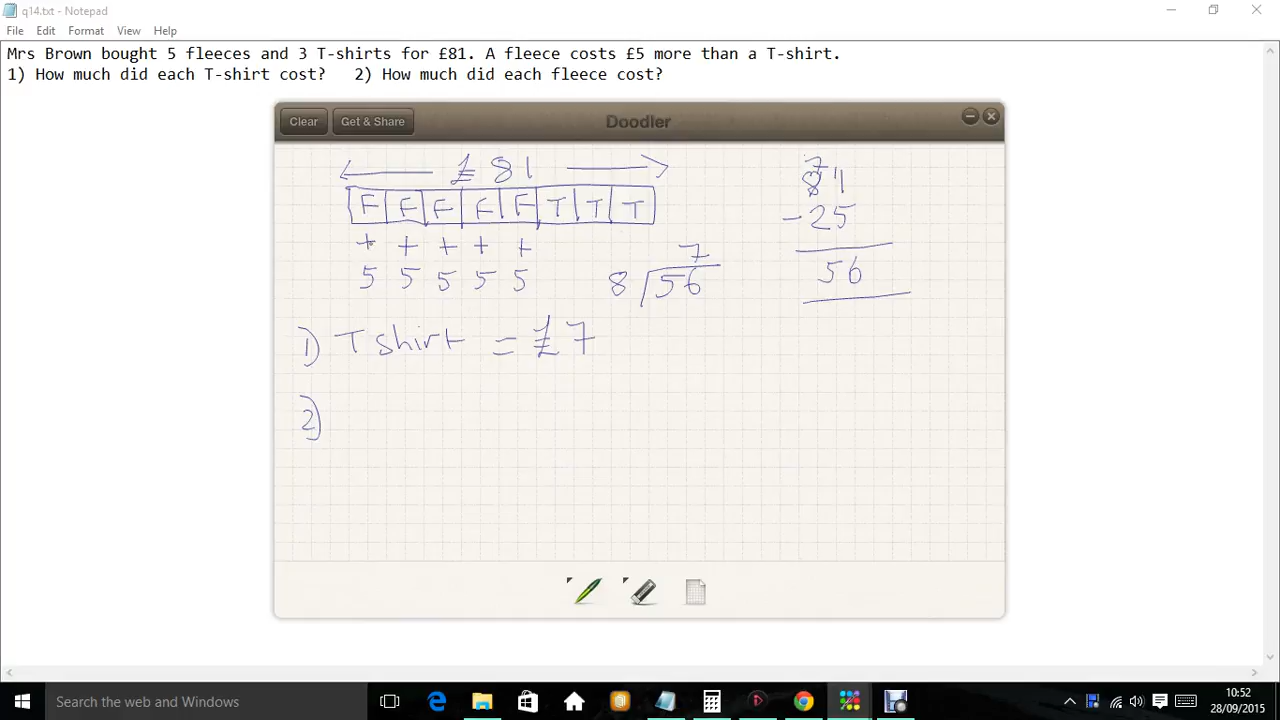 q14.txt - Notepad
File Edit Format View Help
Mrs Brown bought 5 fleeces and 3 T-shirts for £81. A fleece costs £5 more than a T-shirt.
1) How much did each T-shirt cost? 2) How much did each fleece cost?
Clear Get & Share Doodler
£81
F F F F F T T T
+ + + + +
5 5 5 5 5
7
8 56
7
81
- 25
56
1) T shirt = £7
2)
Search the web and Windows
10:52
28/09/2015